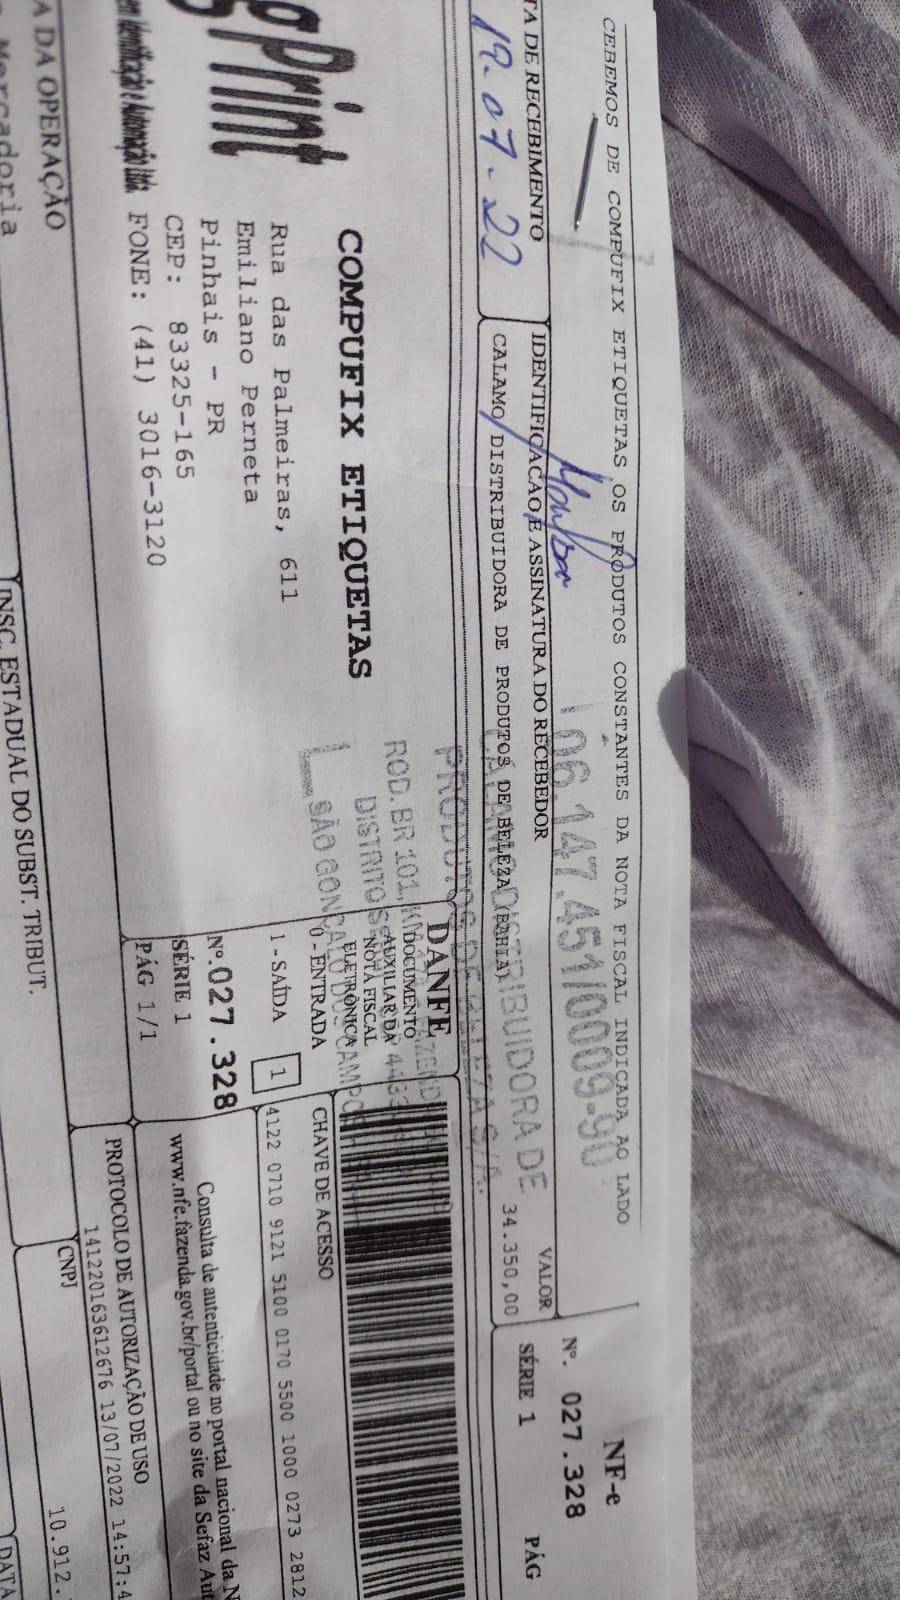 CEBEMOS DE COMPUFIX ETIQUETAS OS PRODUTOS CONSTANTES DA NOTA FISCAL INDICADA AO LADO
NF-e
Nº. 027.328
SÉRIE 1 PÁG
TA DE RECEBIMENTO
19.07.22
IDENTIFICAÇAO E ASSINATURA DO RECEBEDOR
CALAMO DISTRIBUIDORA DE PRODUTOS DE BELEZA (BAHIA)
VALOR
34.350,00
106.147.451/0009-90
CALAMO DISTRIBUIDORA DE
PRODUTOS DE BELEZA S/A.
ROD. BR 101, KM
DISTRITO
SÃO GONÇALO DOS CAMPOS
gPrint
em Identificação e Automação Ltda.
COMPUFIX ETIQUETAS
Rua das Palmeiras, 611
Emiliano Perneta
Pinhais - PR
CEP: 83325-165
FONE: (41) 3016-3120
DANFE
DOCUMENTO
AUXILIAR DA
NOTA FISCAL
ELETRÔNICA
0 - ENTRADA
1 - SAÍDA
1
Nº.027.328
SÉRIE 1
PÁG 1/1
CHAVE DE ACESSO
4122 0710 9121 5100 0170 5500 1000 0273 2812
Consulta de autenticidade no portal nacional da N
www.nfe.fazenda.gov.br/portal ou no site da Sefaz Aut
PROTOCOLO DE AUTORIZAÇÃO DE USO
141220163612676 13/07/2022 14:57:4
A DA OPERAÇÃO
Mercadoria
INSC. ESTADUAL DO SUBST. TRIBUT.
CNPJ
10.912.
DATA